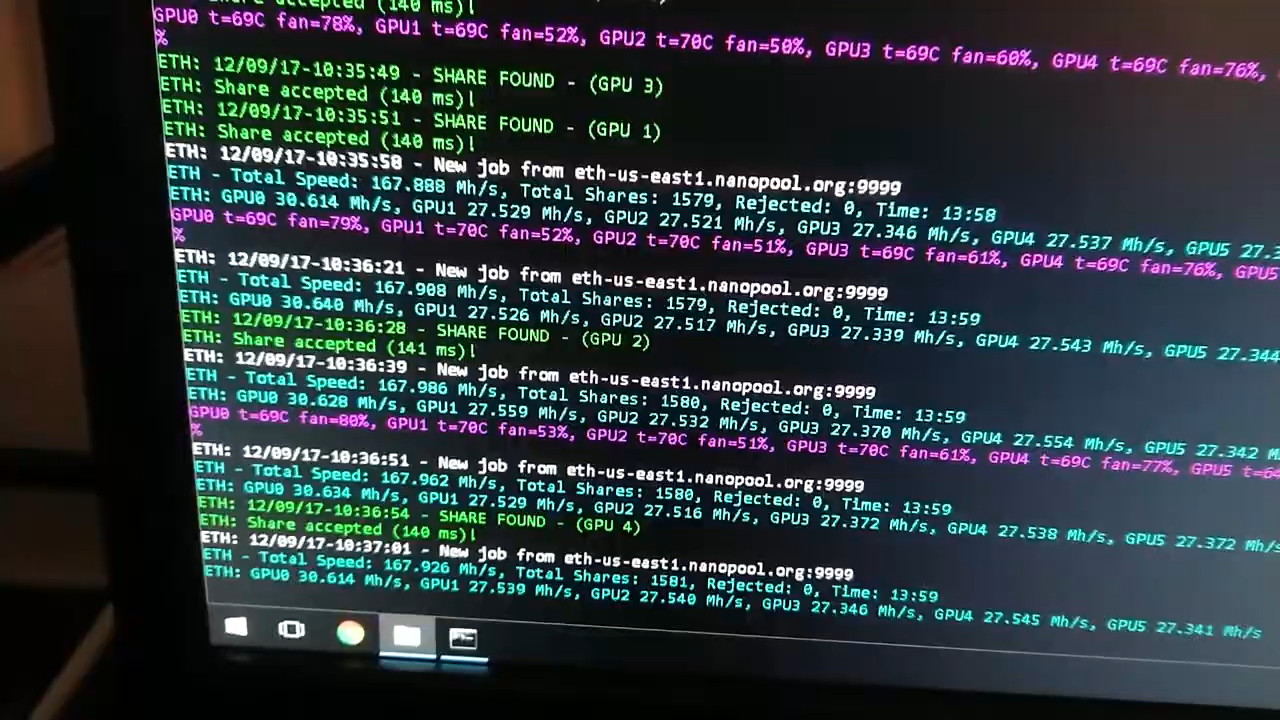 Share accepted (140 ms)!
GPU0 t=69C fan=78%, GPU1 t=69C fan=52%, GPU2 t=70C fan=50%, GPU3 t=69C fan=60%, GPU4 t=69C fan=76%,
%
ETH: 12/09/17-10:35:49 - SHARE FOUND - (GPU 3)
ETH: Share accepted (140 ms)!
ETH: 12/09/17-10:35:51 - SHARE FOUND - (GPU 1)
ETH: Share accepted (140 ms)!
ETH: 12/09/17-10:35:58 - New job from eth-us-east1.nanopool.org:9999
ETH - Total Speed: 167.888 Mh/s, Total Shares: 1579, Rejected: 0, Time: 13:58
ETH: GPU0 30.614 Mh/s, GPU1 27.529 Mh/s, GPU2 27.521 Mh/s, GPU3 27.346 Mh/s, GPU4 27.537 Mh/s, GPU5 27.3
GPU0 t=69C fan=79%, GPU1 t=70C fan=52%, GPU2 t=70C fan=51%, GPU3 t=69C fan=61%, GPU4 t=69C fan=76%, GPU5
%
ETH: 12/09/17-10:36:21 - New job from eth-us-east1.nanopool.org:9999
ETH - Total Speed: 167.908 Mh/s, Total Shares: 1579, Rejected: 0, Time: 13:59
ETH: GPU0 30.640 Mh/s, GPU1 27.526 Mh/s, GPU2 27.517 Mh/s, GPU3 27.339 Mh/s, GPU4 27.543 Mh/s, GPU5 27.344
ETH: 12/09/17-10:36:28 - SHARE FOUND - (GPU 2)
ETH: Share accepted (141 ms)!
ETH: 12/09/17-10:36:39 - New job from eth-us-east1.nanopool.org:9999
ETH - Total Speed: 167.986 Mh/s, Total Shares: 1580, Rejected: 0, Time: 13:59
ETH: GPU0 30.628 Mh/s, GPU1 27.559 Mh/s, GPU2 27.532 Mh/s, GPU3 27.370 Mh/s, GPU4 27.554 Mh/s, GPU5 27.342 M
GPU0 t=69C fan=80%, GPU1 t=70C fan=53%, GPU2 t=70C fan=51%, GPU3 t=70C fan=61%, GPU4 t=69C fan=77%, GPU5
%
ETH: 12/09/17-10:36:51 - New job from eth-us-east1.nanopool.org:9999
ETH - Total Speed: 167.962 Mh/s, Total Shares: 1580, Rejected: 0, Time: 13:59
ETH: GPU0 30.634 Mh/s, GPU1 27.529 Mh/s, GPU2 27.516 Mh/s, GPU3 27.372 Mh/s, GPU4 27.538 Mh/s, GPU5 27.372 Mh/s
ETH: 12/09/17-10:36:54 - SHARE FOUND - (GPU 4)
ETH: Share accepted (140 ms)!
ETH: 12/09/17-10:37:01 - New job from eth-us-east1.nanopool.org:9999
ETH - Total Speed: 167.926 Mh/s, Total Shares: 1581, Rejected: 0, Time: 13:59
ETH: GPU0 30.614 Mh/s, GPU1 27.539 Mh/s, GPU2 27.540 Mh/s, GPU3 27.346 Mh/s, GPU4 27.545 Mh/s, GPU5 27.341 Mh/s